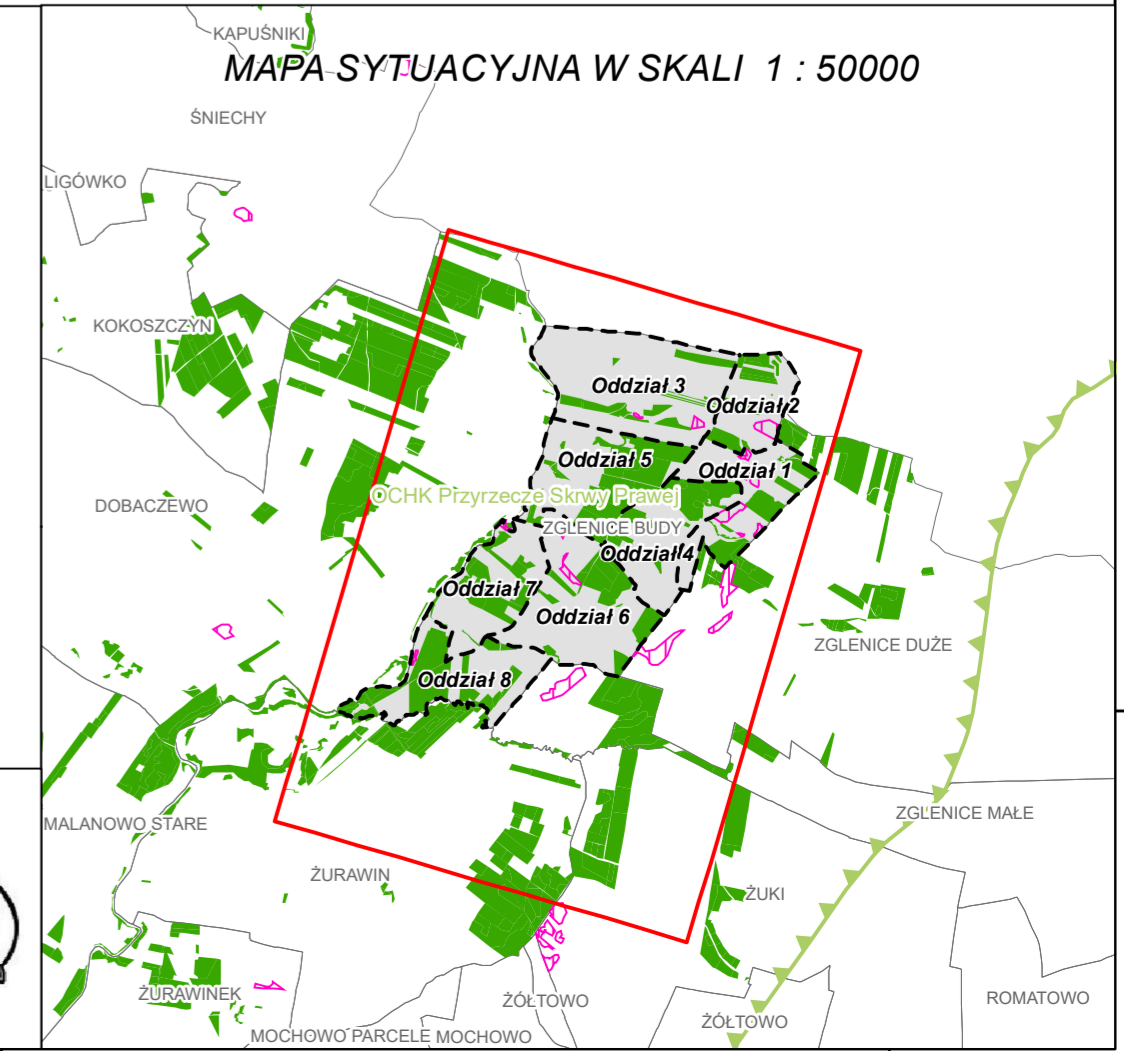 KAPUŚNIKI
MAPA SYTUACYJNA W SKALI 1 : 50000
ŚNIECHY
LIGÓWKO
KOKOSZCZYN
Oddział 3
Oddział 2
Oddział 5
Oddział 1
OCHK Przyrzecze Skrwy Prawej
DOBACZEWO
ZGLENICE BUDY
Oddział4
Oddział 7
Oddział 6
ZGLENICE DUŻE
Oddział 8
ZGLENICE MAŁE
MALANOWO STARE
ŻURAWIN
ŻUKI
ŻURAWINEK
ŻÓŁTOWO
ROMATOWO
ŻÓŁTOWO
MOCHOWO PARCELE
MOCHOWO